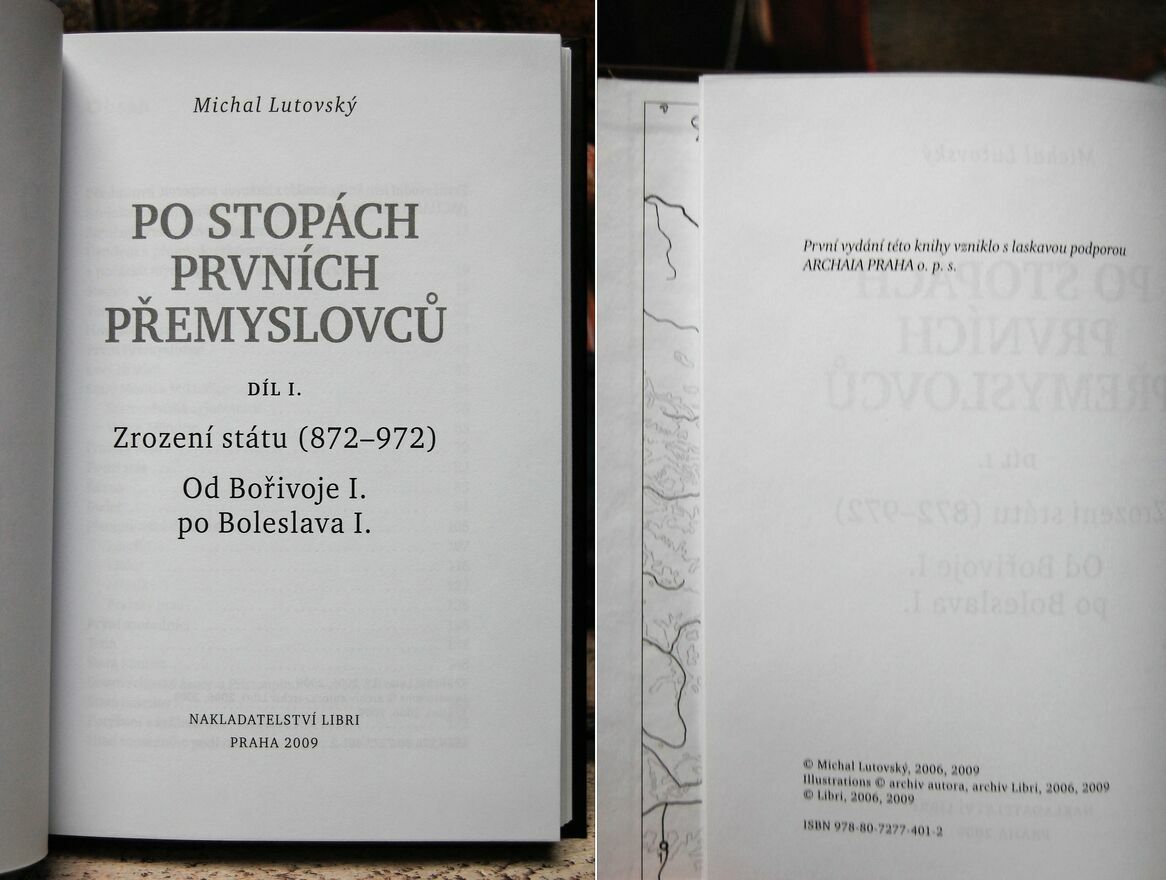 Michal Lutovský
PO STOPÁCH
PRVNÍCH
PŘEMYSLOVCŮ
DÍL I.
Zrození státu (872–972)
Od Bořivoje I.
po Boleslava I.
NAKLADATELSTVÍ LIBRI
PRAHA 2009
První vydání této knihy vzniklo s laskavou podporou
ARCHAIA PRAHA o. p. s.
© Michal Lutovský, 2006, 2009
Illustrations © archiv autora, archiv Libri, 2006, 2009
© Libri, 2006, 2009
ISBN 978-80-7277-401-2